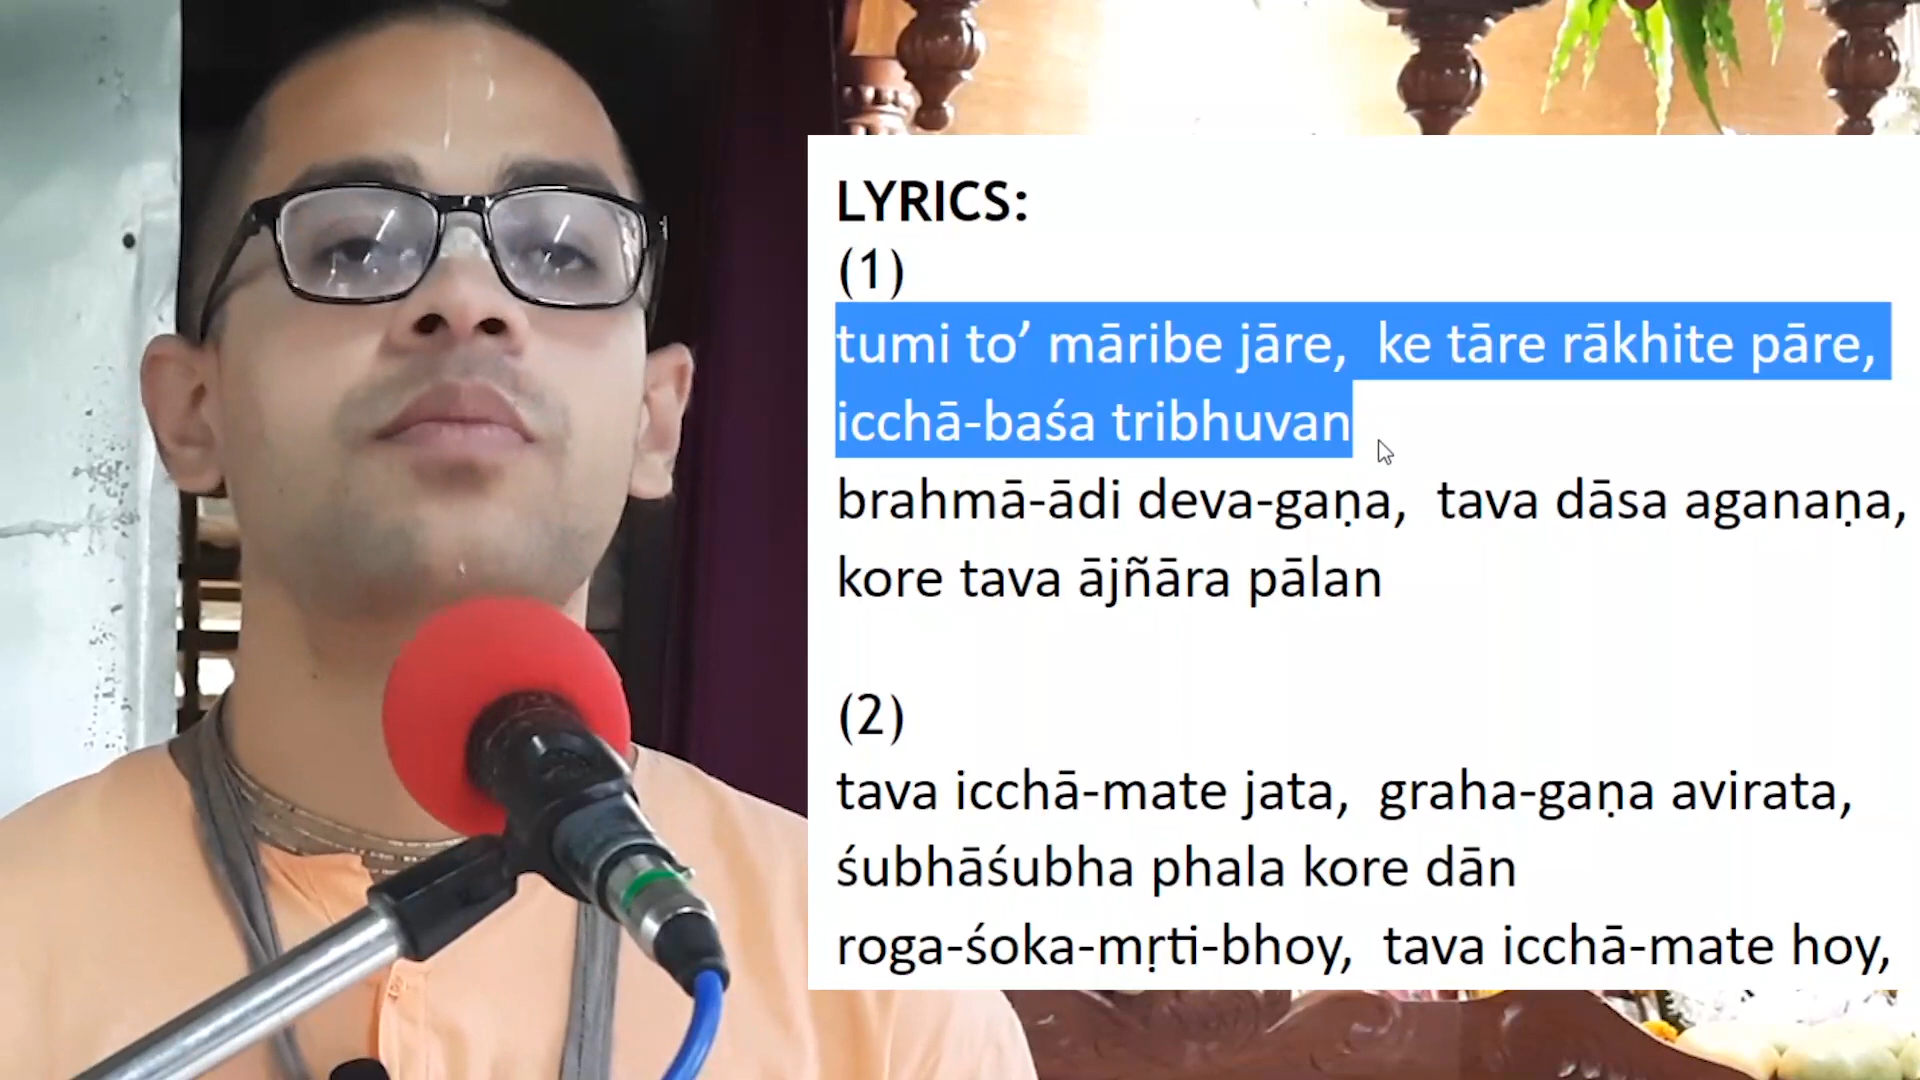 LYRICS:
(1)
tumi to’ māribe jāre, ke tāre rākhite pāre,
icchā-baśa tribhuvan
brahmā-ādi deva-gaṇa, tava dāsa aganaṇa,
kore tava ājñāra pālan
(2)
tava icchā-mate jata, graha-gaṇa avirata,
śubhāśubha phala kore dān
roga-śoka-mṛti-bhoy, tava icchā-mate hoy,